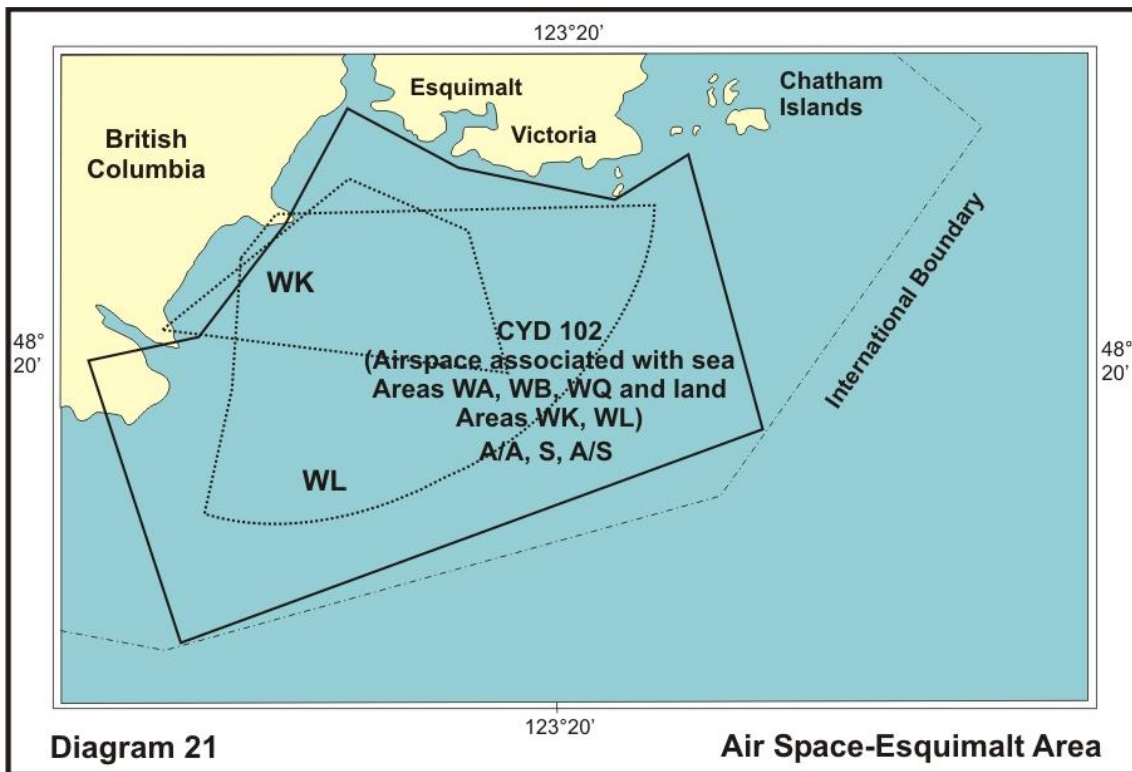 123°20’
Esquimalt
Chatham
Islands
British
Columbia
Victoria
International Boundary
WK
48°
20’
CYD 102
(Airspace associated with sea
Areas WA, WB, WQ and land
Areas WK, WL)
A/A, S, A/S
48°
20’
WL
123°20’
Diagram 21
Air Space-Esquimalt Area